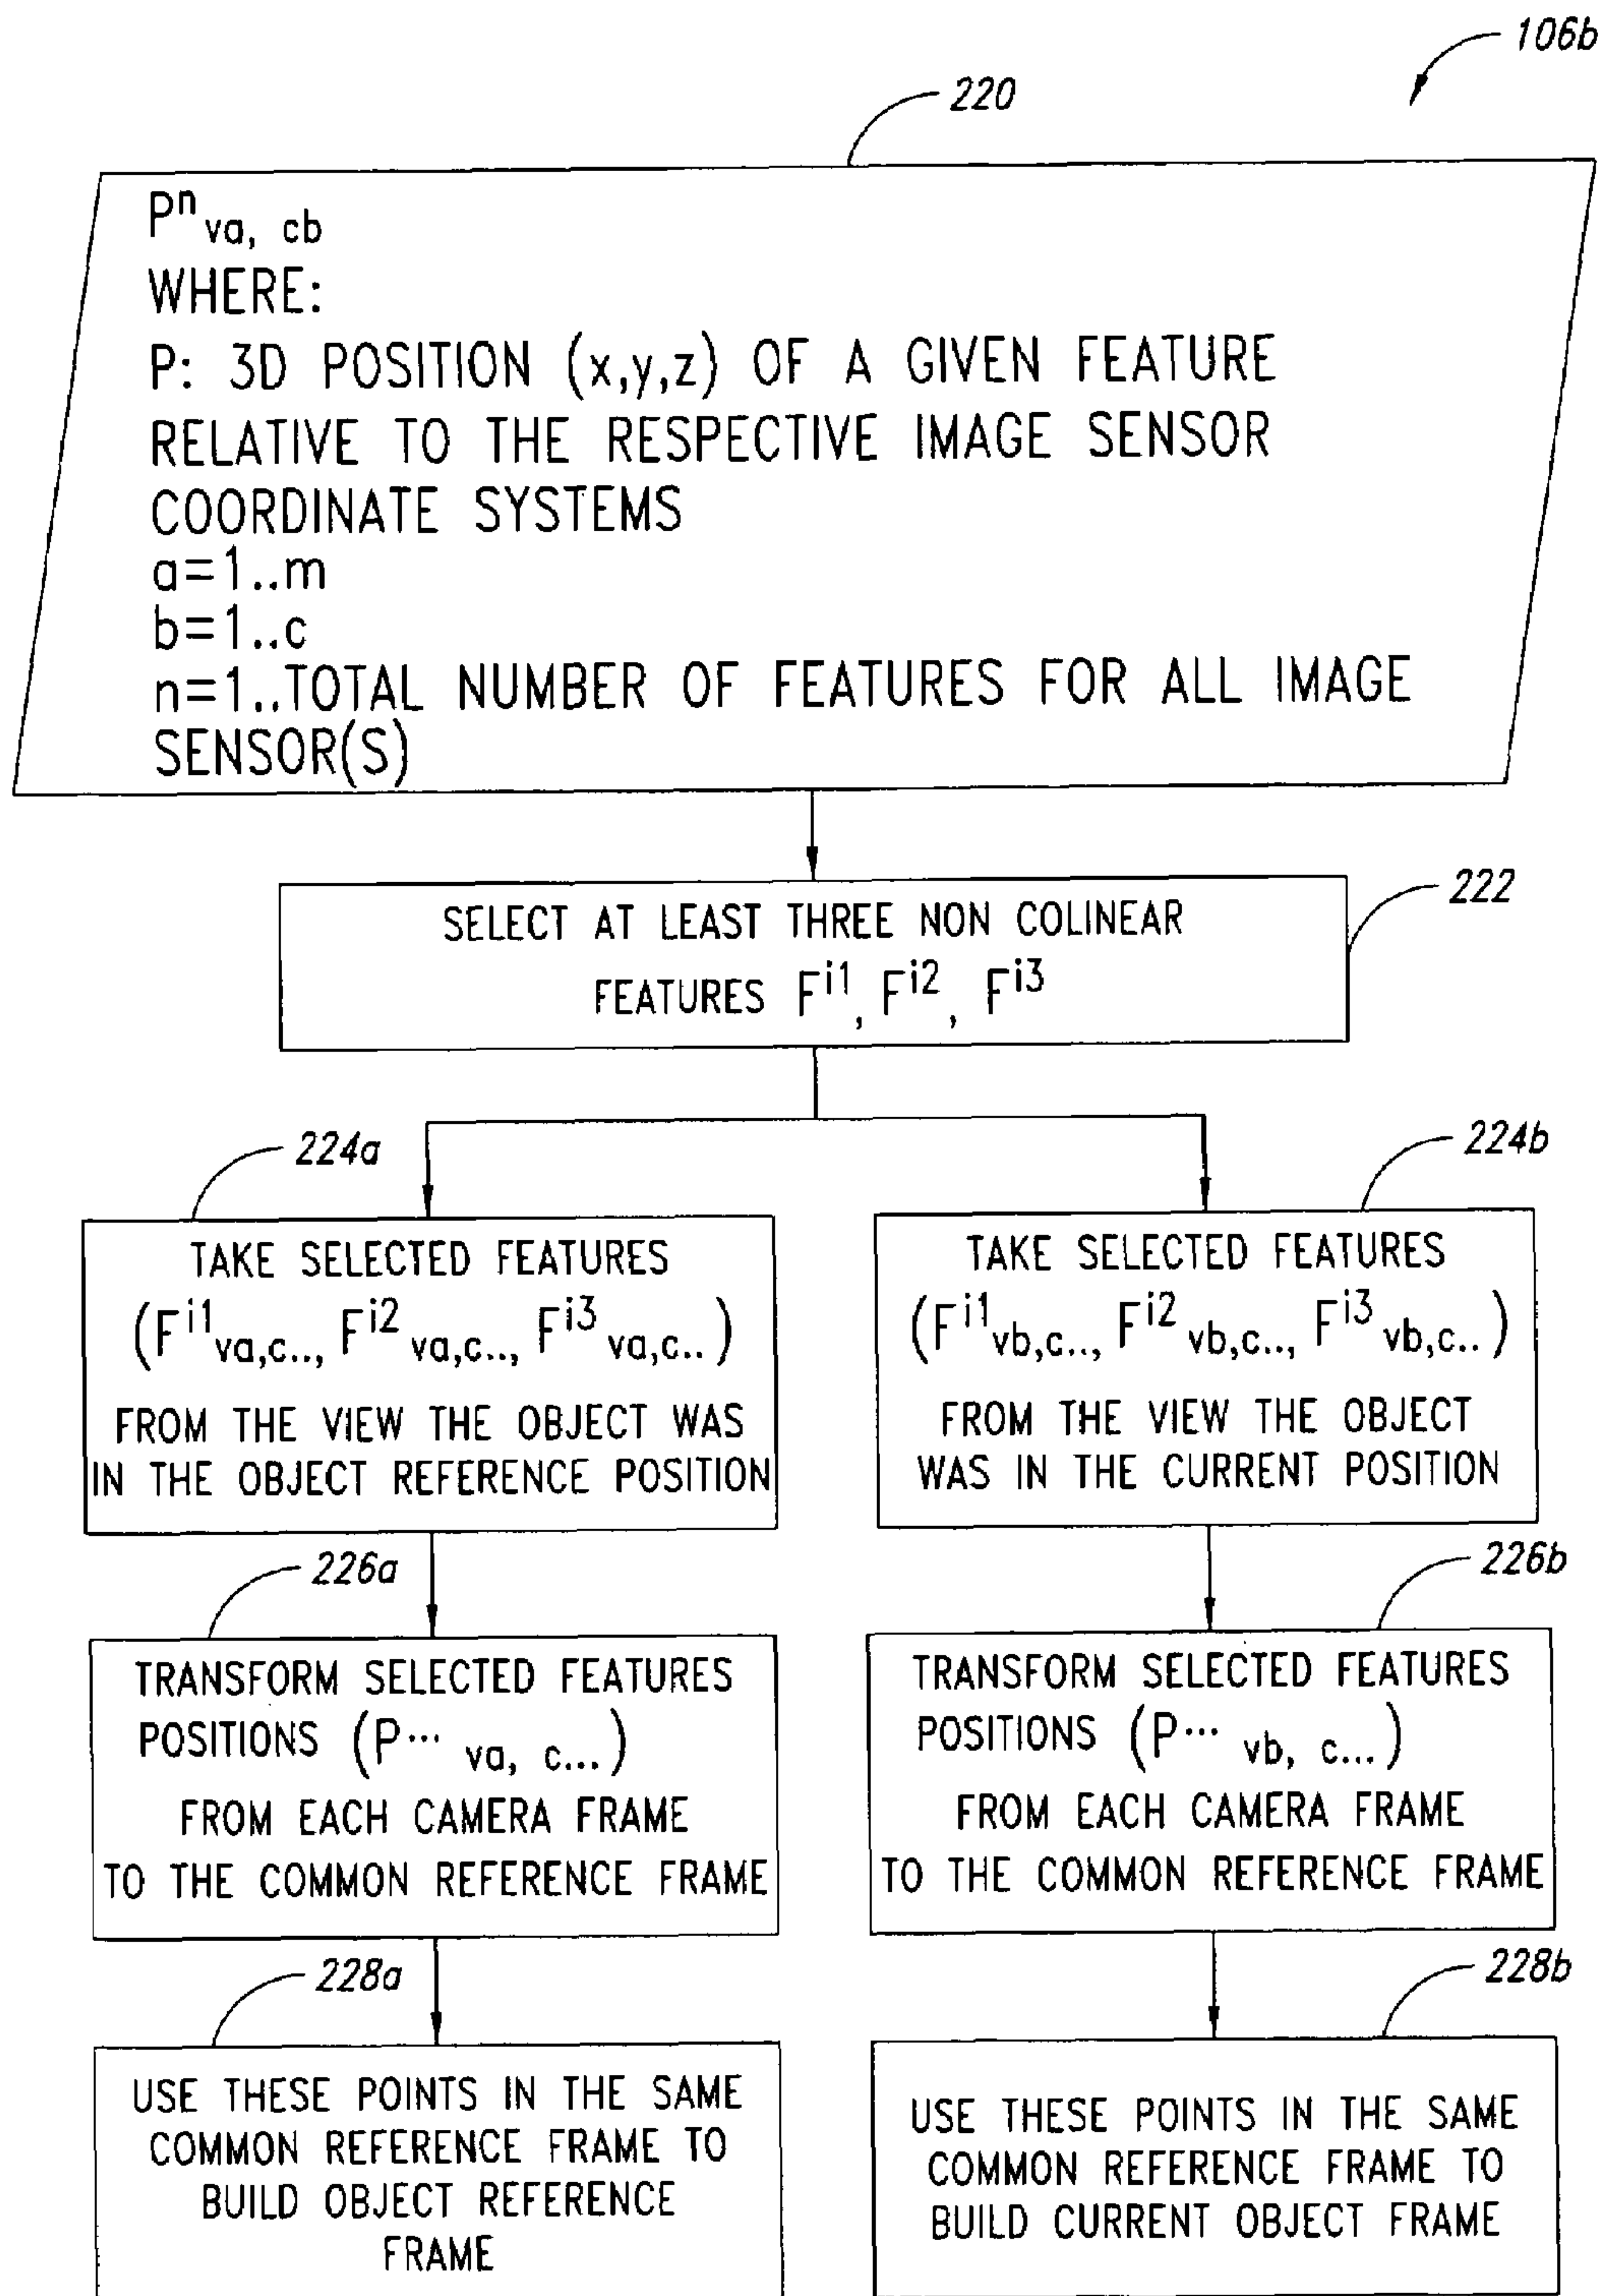 106b
220
Pⁿ va, cb
WHERE:
P: 3D POSITION (x,y,z) OF A GIVEN FEATURE
RELATIVE TO THE RESPECTIVE IMAGE SENSOR
COORDINATE SYSTEMS
a=1..m
b=1..c
n=1..TOTAL NUMBER OF FEATURES FOR ALL IMAGE
SENSOR(S)
222
SELECT AT LEAST THREE NON COLINEAR
FEATURES F^i1, F^i2, F^i3
224a
TAKE SELECTED FEATURES
(F^i1 va,c.., F^i2 va,c.., F^i3 va,c.. )
FROM THE VIEW THE OBJECT WAS
IN THE OBJECT REFERENCE POSITION
224b
TAKE SELECTED FEATURES
(F^i1 vb,c.., F^i2 vb,c.., F^i3 vb,c.. )
FROM THE VIEW THE OBJECT
WAS IN THE CURRENT POSITION
226a
TRANSFORM SELECTED FEATURES
POSITIONS (P... va, c...)
FROM EACH CAMERA FRAME
TO THE COMMON REFERENCE FRAME
226b
TRANSFORM SELECTED FEATURES
POSITIONS (P... vb, c...)
FROM EACH CAMERA FRAME
TO THE COMMON REFERENCE FRAME
228a
USE THESE POINTS IN THE SAME
COMMON REFERENCE FRAME TO
BUILD OBJECT REFERENCE
FRAME
228b
USE THESE POINTS IN THE SAME
COMMON REFERENCE FRAME TO
BUILD CURRENT OBJECT FRAME